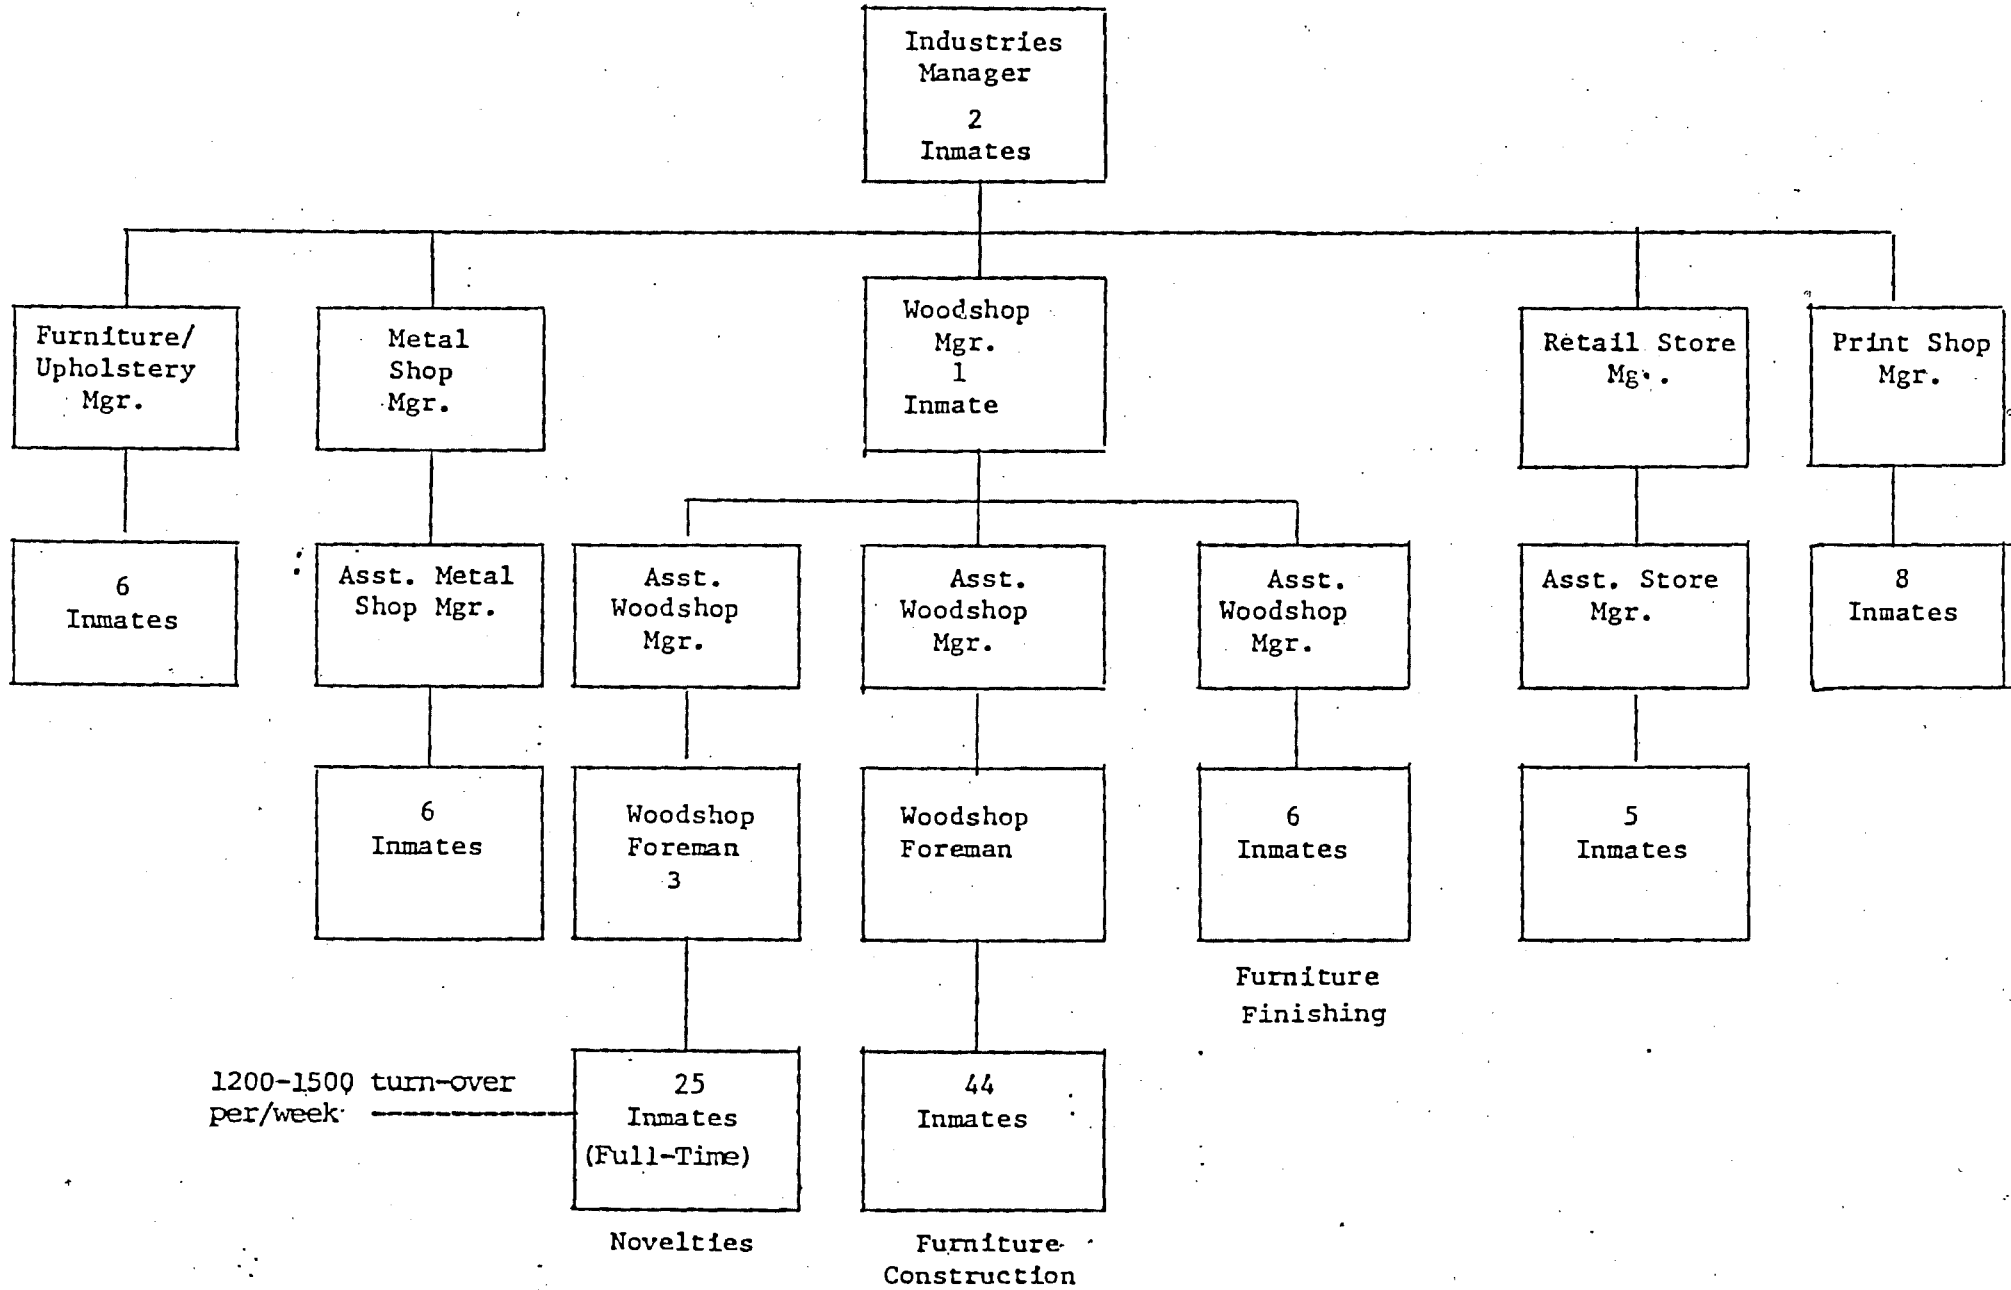 Industries
Manager
2
Inmates
Furniture/
Upholstery
Mgr.
Metal
Shop
Mgr.
Woodshop
Mgr.
1
Inmate
Retail Store
Print Shop
Mgr.
6
Inmates
Asst. Metal
Shop Mgr.
Asst.
Woodshop
Mgr.
Asst.
Woodshop
Mgr.
Asst.
Woodshop
Mgr.
Asst. Store
Mgr.
8
Inmates
6
Inmates
Woodshop
Foreman
3
Woodshop
Foreman
6
Inmates
5
Inmates
Furniture
Finishing
1200-1500 turn-over
per/week
25
Inmates
(Full-Time)
44
Inmates
Novelties
Furniture
Construction